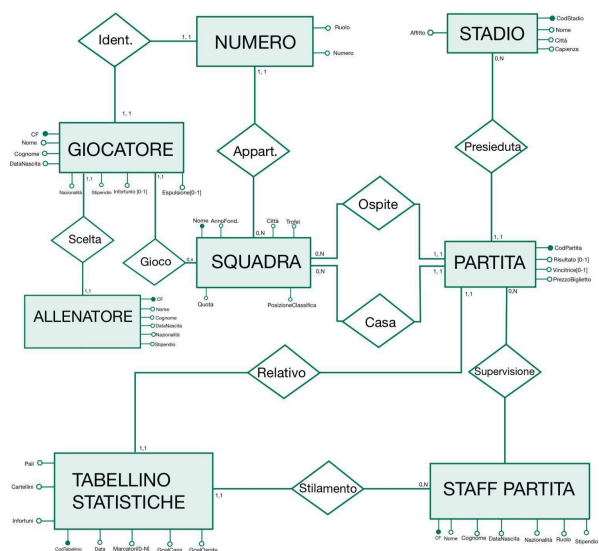 Ident.
1, 1
NUMERO
Ruolo
Numero
1, 1
1, 1
Affitto
STADIO
CodStadio
Nome
Città
Capienza
0,N
CF
Nome
Cognome
DataNascita
GIOCATORE
1,1
1,1
Nazionalità
Stipendio
Infortunio [0-1]
Espulsione[0-1]
Appart.
Presieduta
Scelta
Gioco
0,N
Nome
AnnoFond.
Città
Trofei
0,N
SQUADRA
Quota
PosizioneClassifica
0,N
0,N
Ospite
Casa
1, 1
1, 1
1, 1
PARTITA
CodPartita
Risultato [0-1]
Vincitrice[0-1]
PrezzoBiglietto
1,1
0,N
1,1
ALLENATORE
CF
Nome
Cognome
DataNascita
Nazionalità
Stipendio
Relativo
Supervisione
1,1
Pali
Cartellini
Infortuni
TABELLINO
STATISTICHE
1,1
Stilamento
0,N
STAFF PARTITA
CodTabellino
Data
Marcatori[0-N]
GoalCasa
GoalOspite
CF
Nome
Cognome
DataNascita
Nazionalità
Ruolo
Stipendio